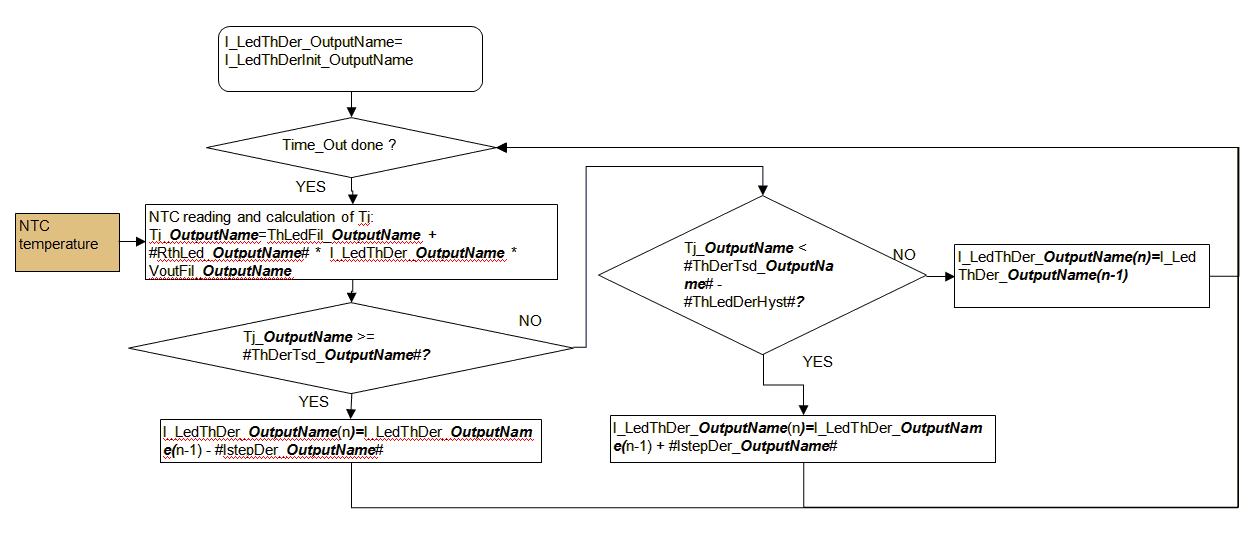 I_LedThDer_OutputName=
I_LedThDerInit_OutputName
Time_Out done ?
YES
NTC
temperature
NTC reading and calculation of Tj:
Tj_OutputName=ThLedFil_OutputName +
#RthLed_OutputName# * I_LedThDer_OutputName *
VoutFil_OutputName
Tj_OutputName >=
#ThDerTsd_OutputName#?
NO
YES
I_LedThDer_OutputName(n)=I_LedThDer_OutputNam
e(n-1) - #IstepDer_OutputName#
Tj_OutputName <
#ThDerTsd_OutputNa
me# -
#ThLedDerHyst#?
NO
I_LedThDer_OutputName(n)=I_Led
ThDer_OutputName(n-1)
YES
I_LedThDer_OutputName(n)=I_LedThDer_OutputNam
e(n-1) + #IstepDer_OutputName#